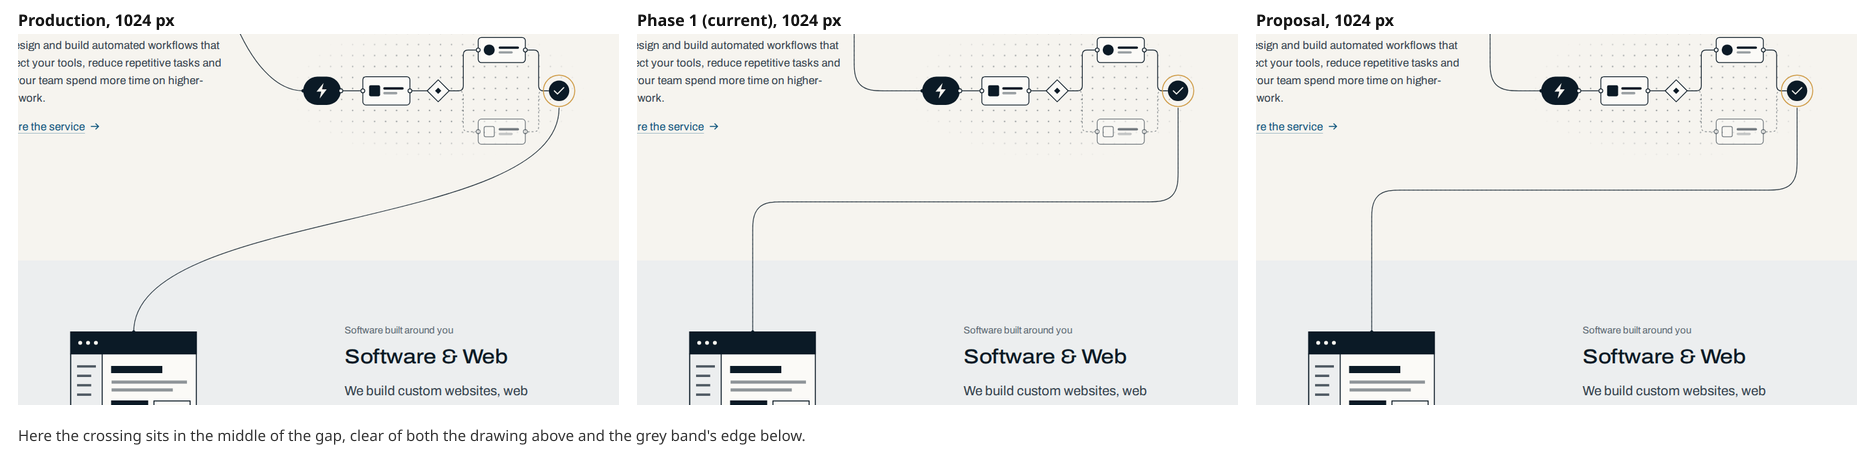 Production, 1024 px
esign and build automated workflows that
ect your tools, reduce repetitive tasks and
our team spend more time on higher-
work.
re the service →
Software built around you
Software & Web
We build custom websites, web
Phase 1 (current), 1024 px
esign and build automated workflows that
ect your tools, reduce repetitive tasks and
our team spend more time on higher-
work.
re the service →
Software built around you
Software & Web
We build custom websites, web
Proposal, 1024 px
esign and build automated workflows that
ect your tools, reduce repetitive tasks and
our team spend more time on higher-
work.
re the service →
Software built around you
Software & Web
We build custom websites, web
Here the crossing sits in the middle of the gap, clear of both the drawing above and the grey band's edge below.